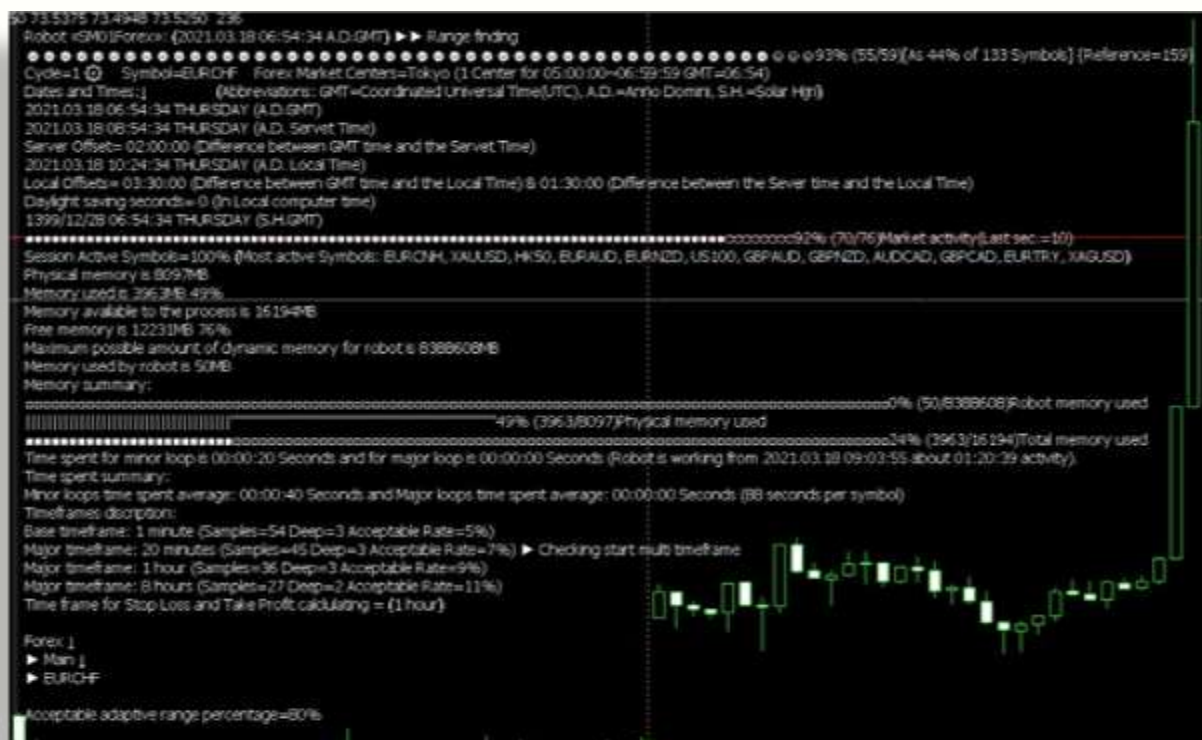 50 73.5375 73.4948 73.5250 236
Robot «SM01Forex»: {2021.03.18 06:54:34 A.D.GMT} ►► Range finding
93% (55/59)[As 44% of 133 Symbols] {Reference=159}
Cycle=1 Symbol=EURCHF Forex Market Centers=Tokyo (1 Center for 05:00:00~06:59:59 GMT=06:54)
Dates and Times:↓ {Abbreviations: GMT=Coordinated Universal Time(UTC), A.D.=Anno Domini, S.H.=Solar Hijri}
2021.03.18 06:54:34 THURSDAY (A.D.GMT)
2021.03.18 08:54:34 THURSDAY (A.D. Servet Time)
Server Offset= 02:00:00 (Difference between GMT time and the Servet Time)
2021.03.18 10:24:34 THURSDAY (A.D. Local Time)
Local Offsets= 03:30:00 (Difference between GMT time and the Local Time) & 01:30:00 (Difference between the Sever time and the Local Time)
Daylight saving seconds= 0 (In Local computer time)
1399/12/28 06:54:34 THURSDAY (S.H.GMT)
92% (70/76)Market activity(Last sec.=10)
Session Active Symbols=100% {Most active Symbols: EURCNH, XAUUSD, HK50, EURAUD, EURNZD, US100, GBPAUD, GBPNZD, AUDCAD, GBPCAD, EURTRY, XAGUSD}
Physical memory is 8097MB
Memory used is 3963MB 49%
Memory available to the process is 16194MB
Free memory is 12231MB 76%
Maximum possible amount of dynamic memory for robot is 8388608MB
Memory used by robot is 50MB
Memory summary:
0% (50/8388608)Robot memory used
49% (3963/8097)Physical memory used
24% (3963/16194)Total memory used
Time spent for minor loop is 00:00:20 Seconds and for major loop is 00:00:00 Seconds (Robot is working from 2021.03.18 09:03:55 about 01:20:39 activity).
Time spent summary:
Minor loops time spent average: 00:00:40 Seconds and Major loops time spent average: 00:00:00 Seconds (88 seconds per symbol)
Timeframes discription:
Base timeframe: 1 minute (Samples=54 Deep=3 Acceptable Rate=5%)
Major timeframe: 20 minutes (Samples=45 Deep=3 Acceptable Rate=7%) ► Checking start multi timeframe
Major timeframe: 1 hour (Samples=36 Deep=3 Acceptable Rate=9%)
Major timeframe: 8 hours (Samples=27 Deep=2 Acceptable Rate=11%)
Time frame for Stop Loss and Take Profit caldulating = {1 hour}
Forex ↓
► Main ↓
► EURCHF
Acceptable adaptive range percentage=80%